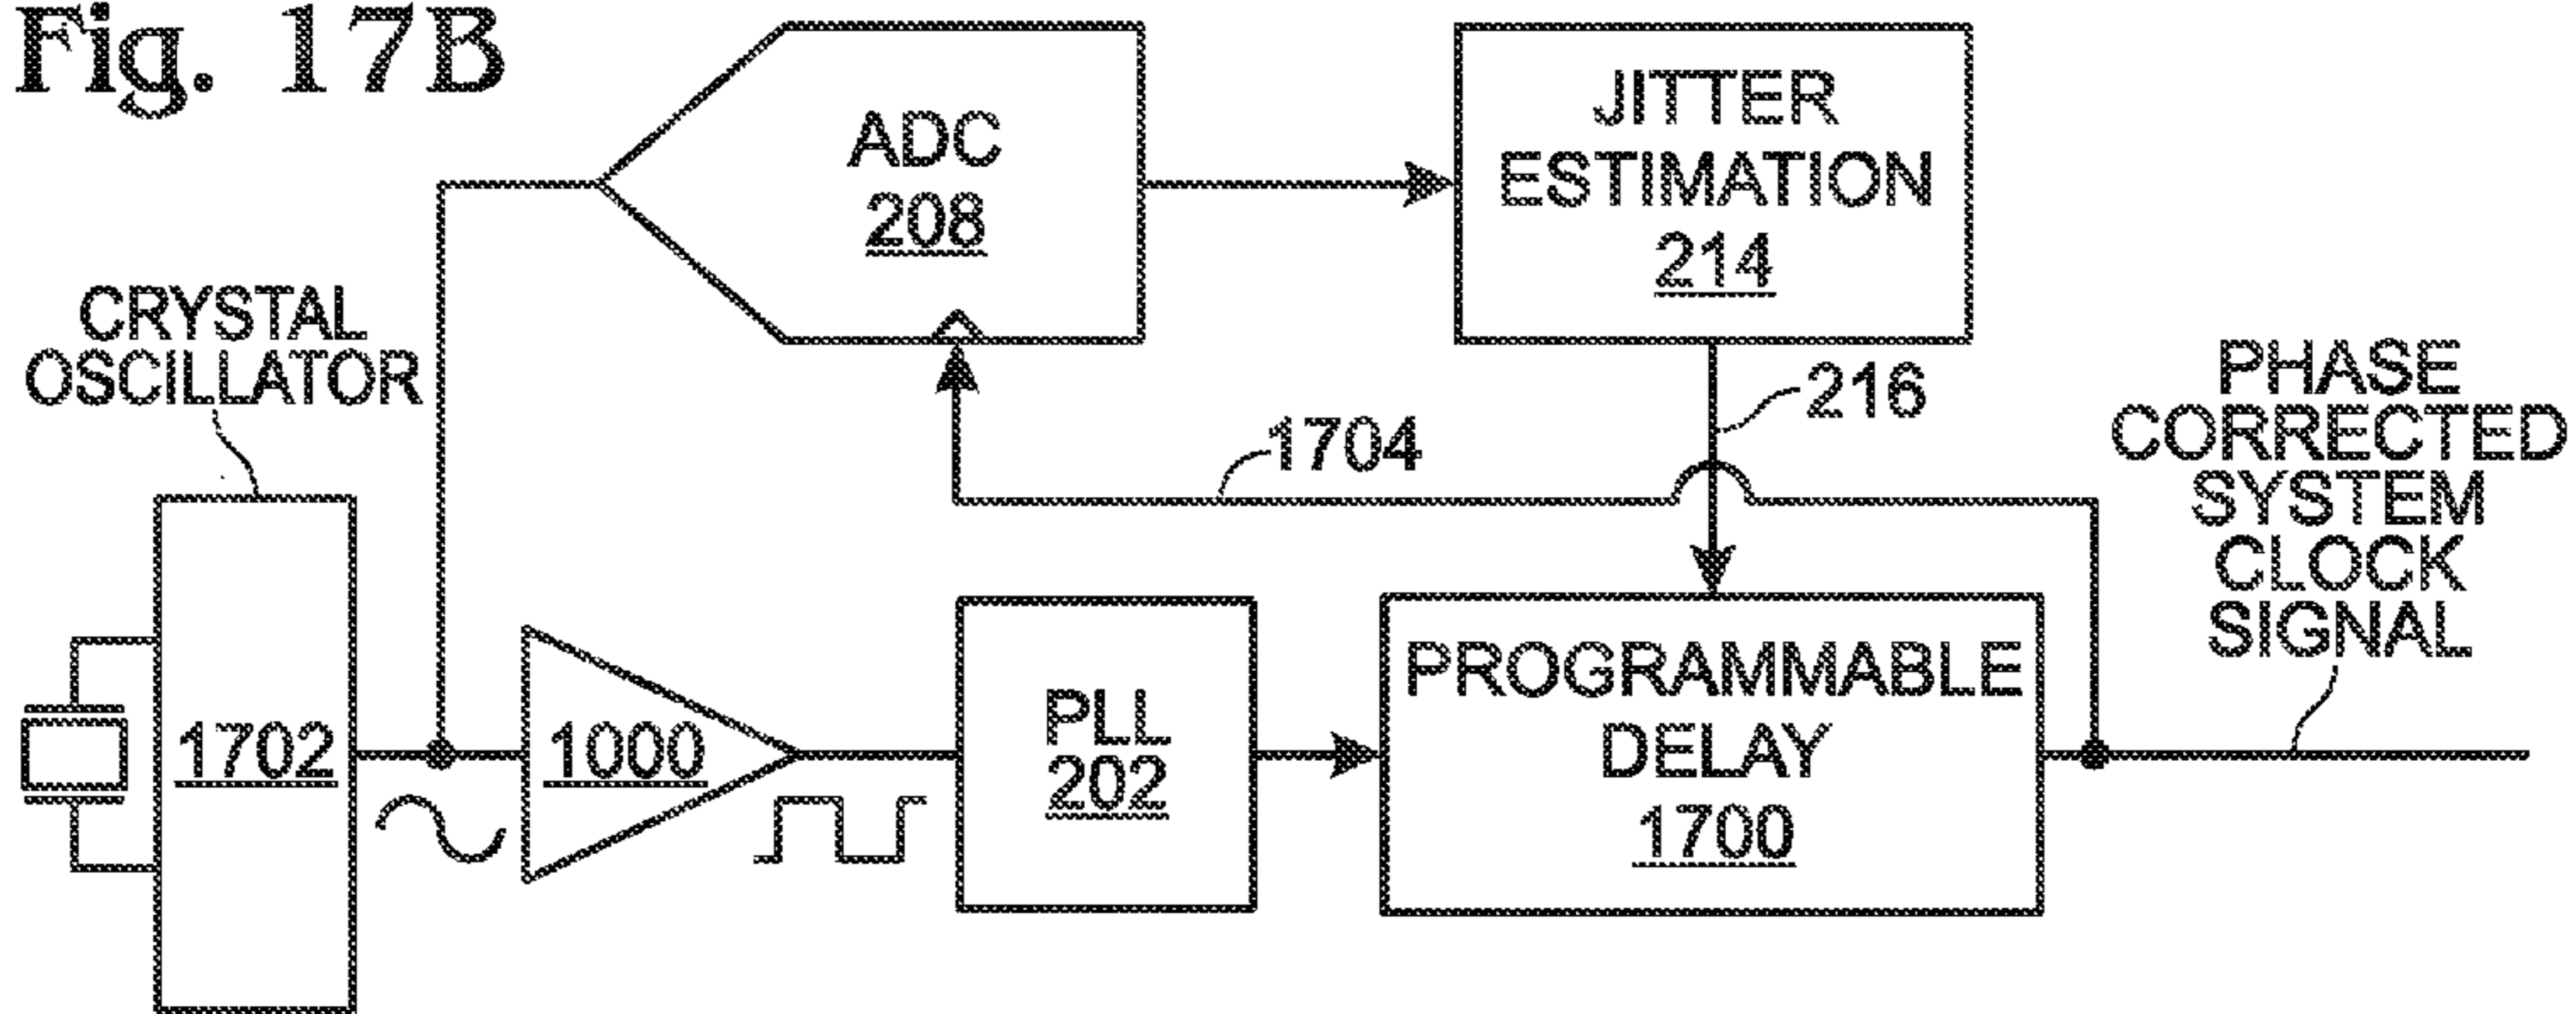 Fig. 17B
ADC
208
JITTER
ESTIMATION
214
CRYSTAL
OSCILLATOR
216
1704
PHASE
CORRECTED
SYSTEM
CLOCK
SIGNAL
1702
1000
PLL
202
PROGRAMMABLE
DELAY
1700